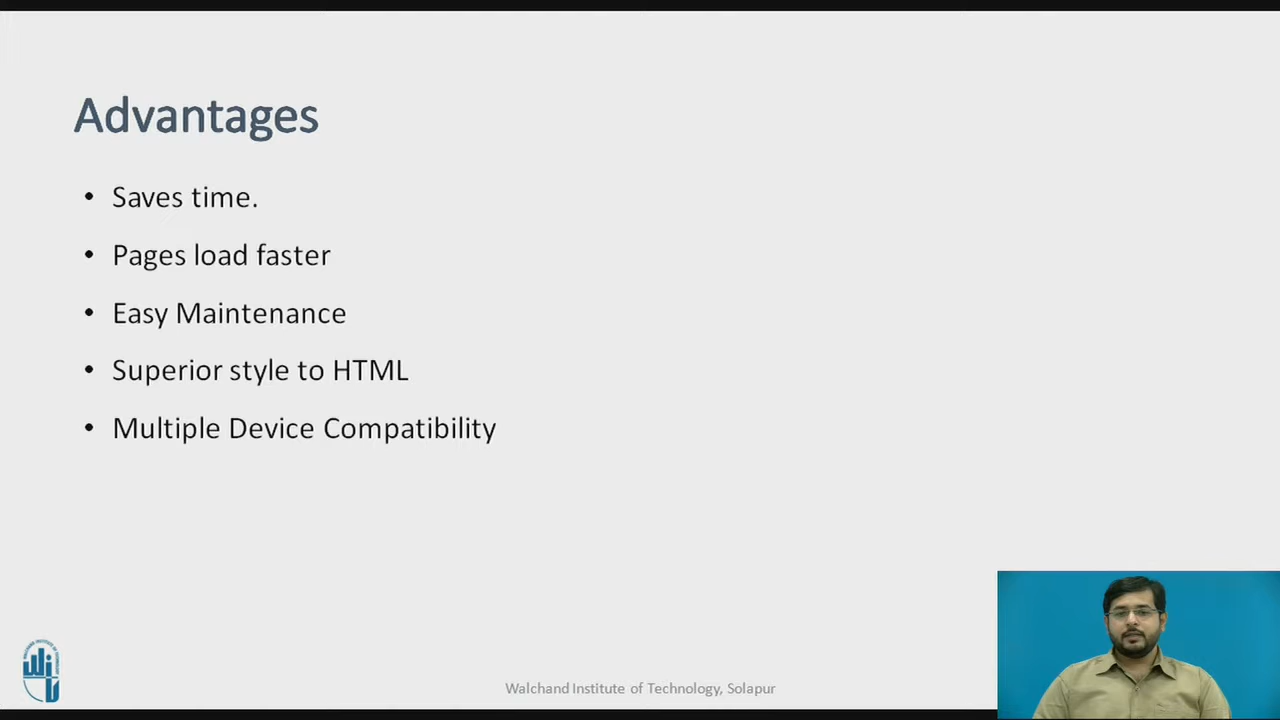 Advantages
• Saves time.
• Pages load faster
• Easy Maintenance
• Superior style to HTML
• Multiple Device Compatibility
Walchand Institute of Technology, Solapur